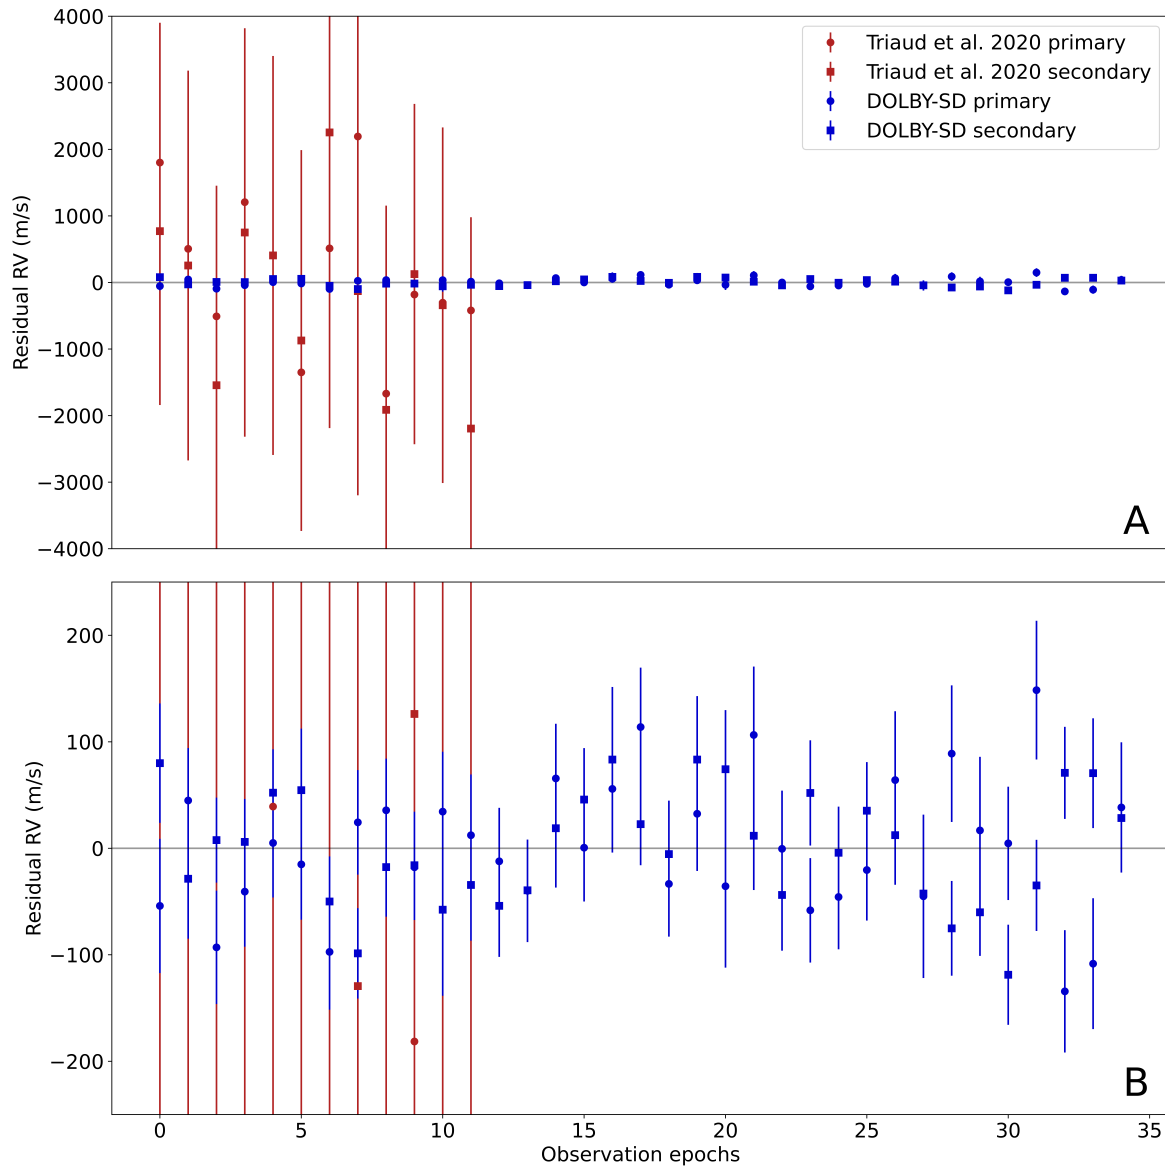 4000
3000
2000
1000
0
−1000
−2000
−3000
−4000
Residual RV (m/s)
Triaud et al. 2020 primary
Triaud et al. 2020 secondary
DOLBY-SD primary
DOLBY-SD secondary
A
200
100
0
−100
−200
Residual RV (m/s)
B
0 5 10 15 20 25 30 35
Observation epochs